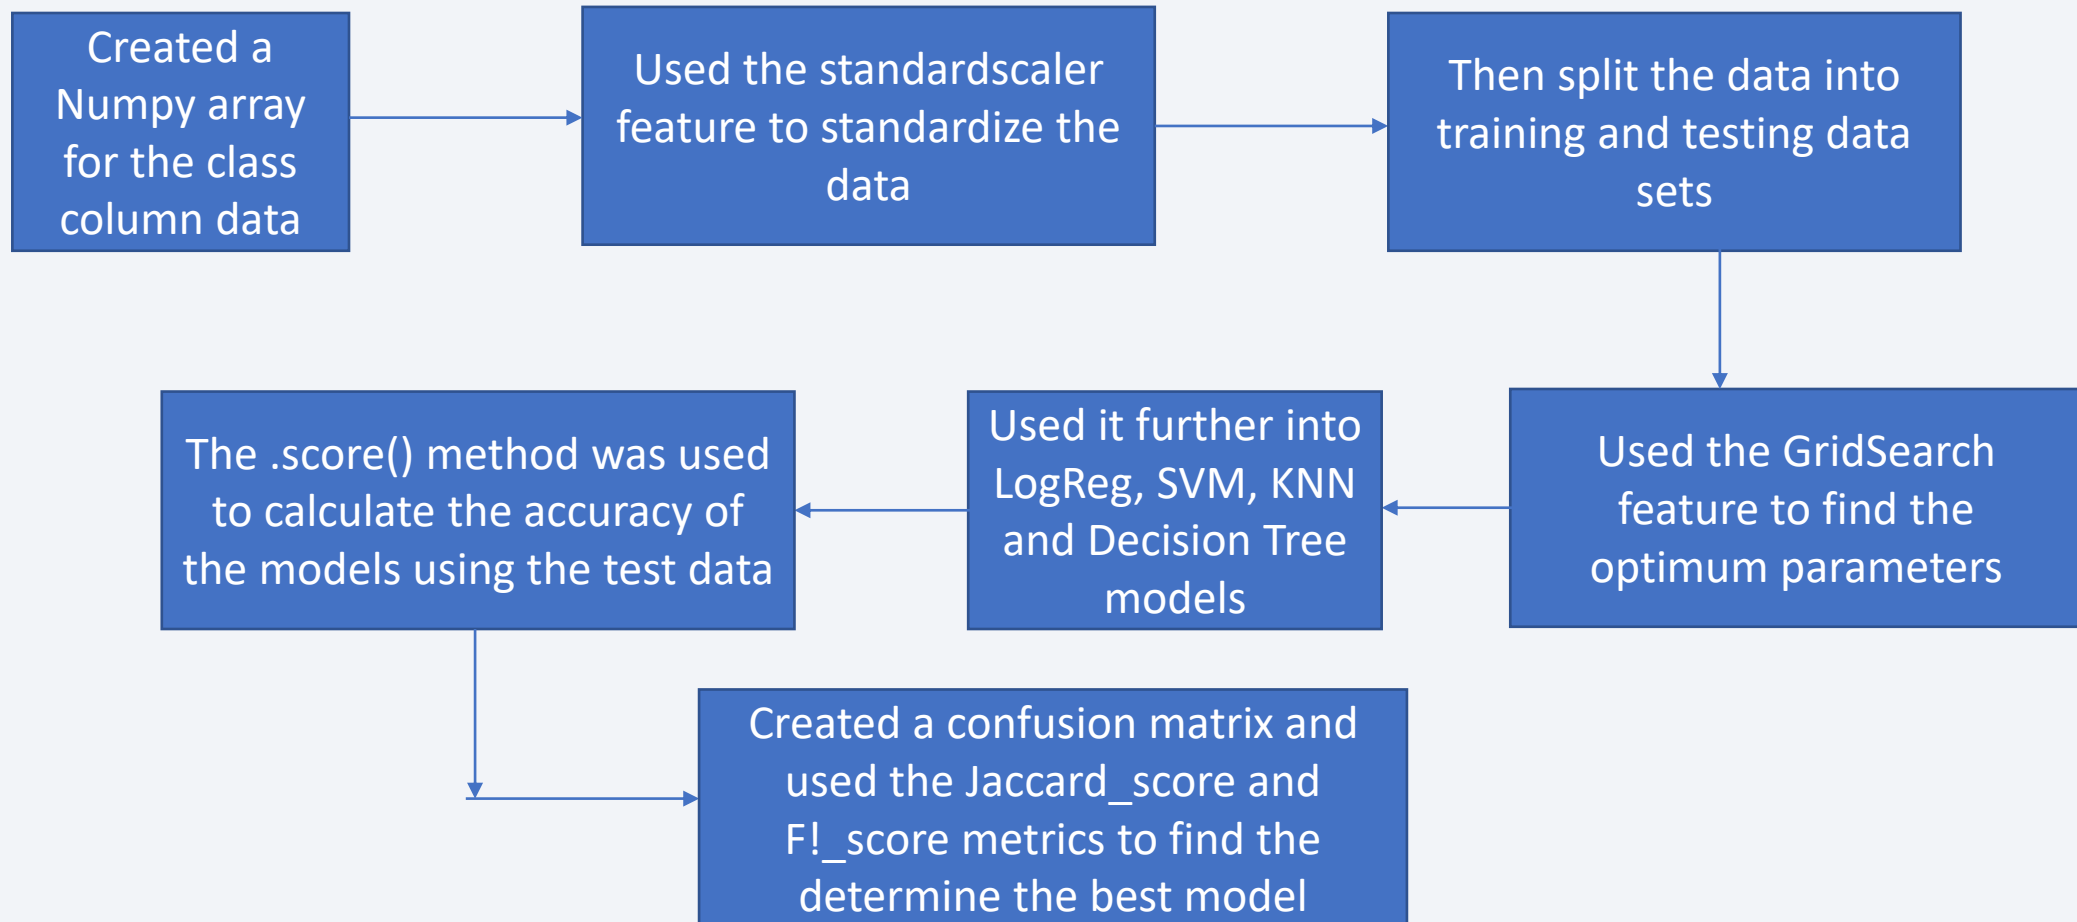 Created a
Numpy array
for the class
column data
Used the standardscaler
feature to standardize the
data
Then split the data into
training and testing data
sets
Used the GridSearch
feature to find the
optimum parameters
Used it further into
LogReg, SVM, KNN
and Decision Tree
models
The .score() method was used
to calculate the accuracy of
the models using the test data
Created a confusion matrix and
used the Jaccard_score and
F!_score metrics to find the
determine the best model